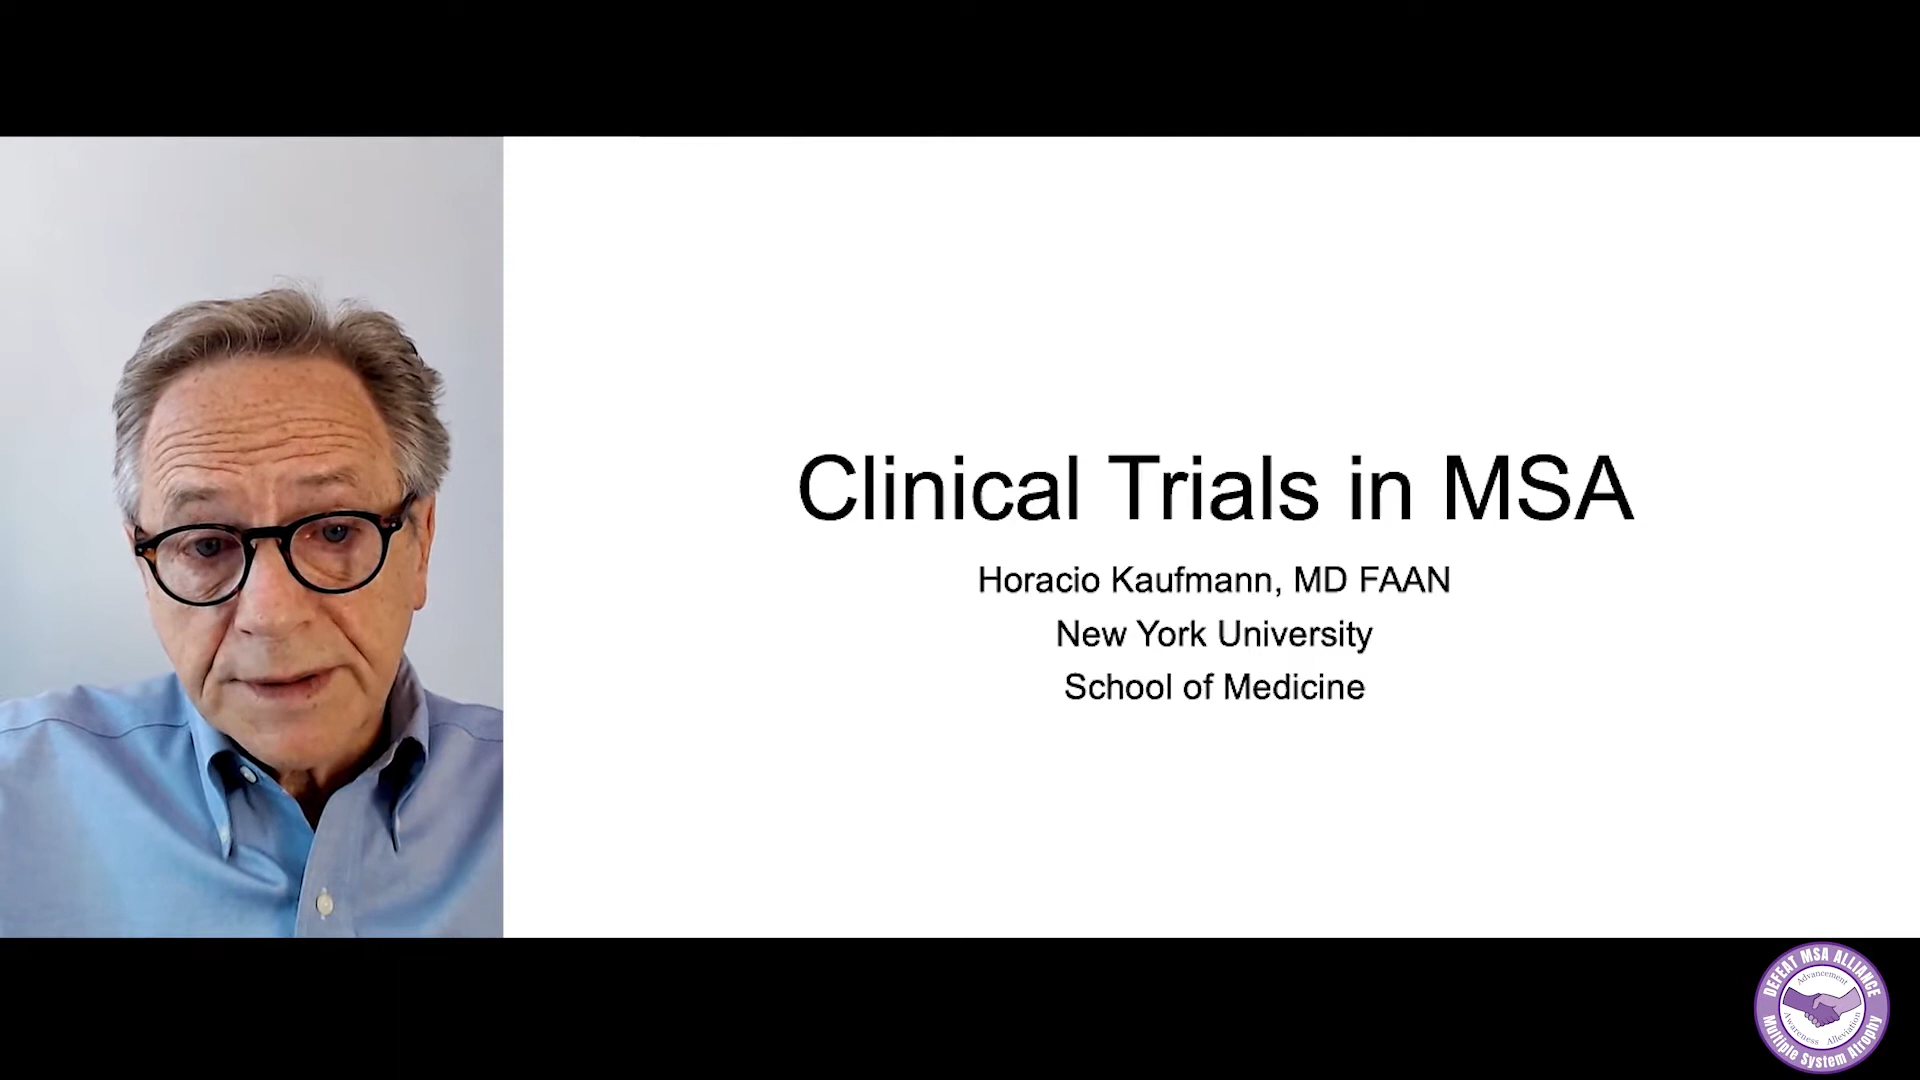 Clinical Trials in MSA
Horacio Kaufmann, MD FAAN
New York University
School of Medicine
DEFEAT MSA ALLIANCE
Advancement
Awareness Alleviation
Multiple System Atrophy